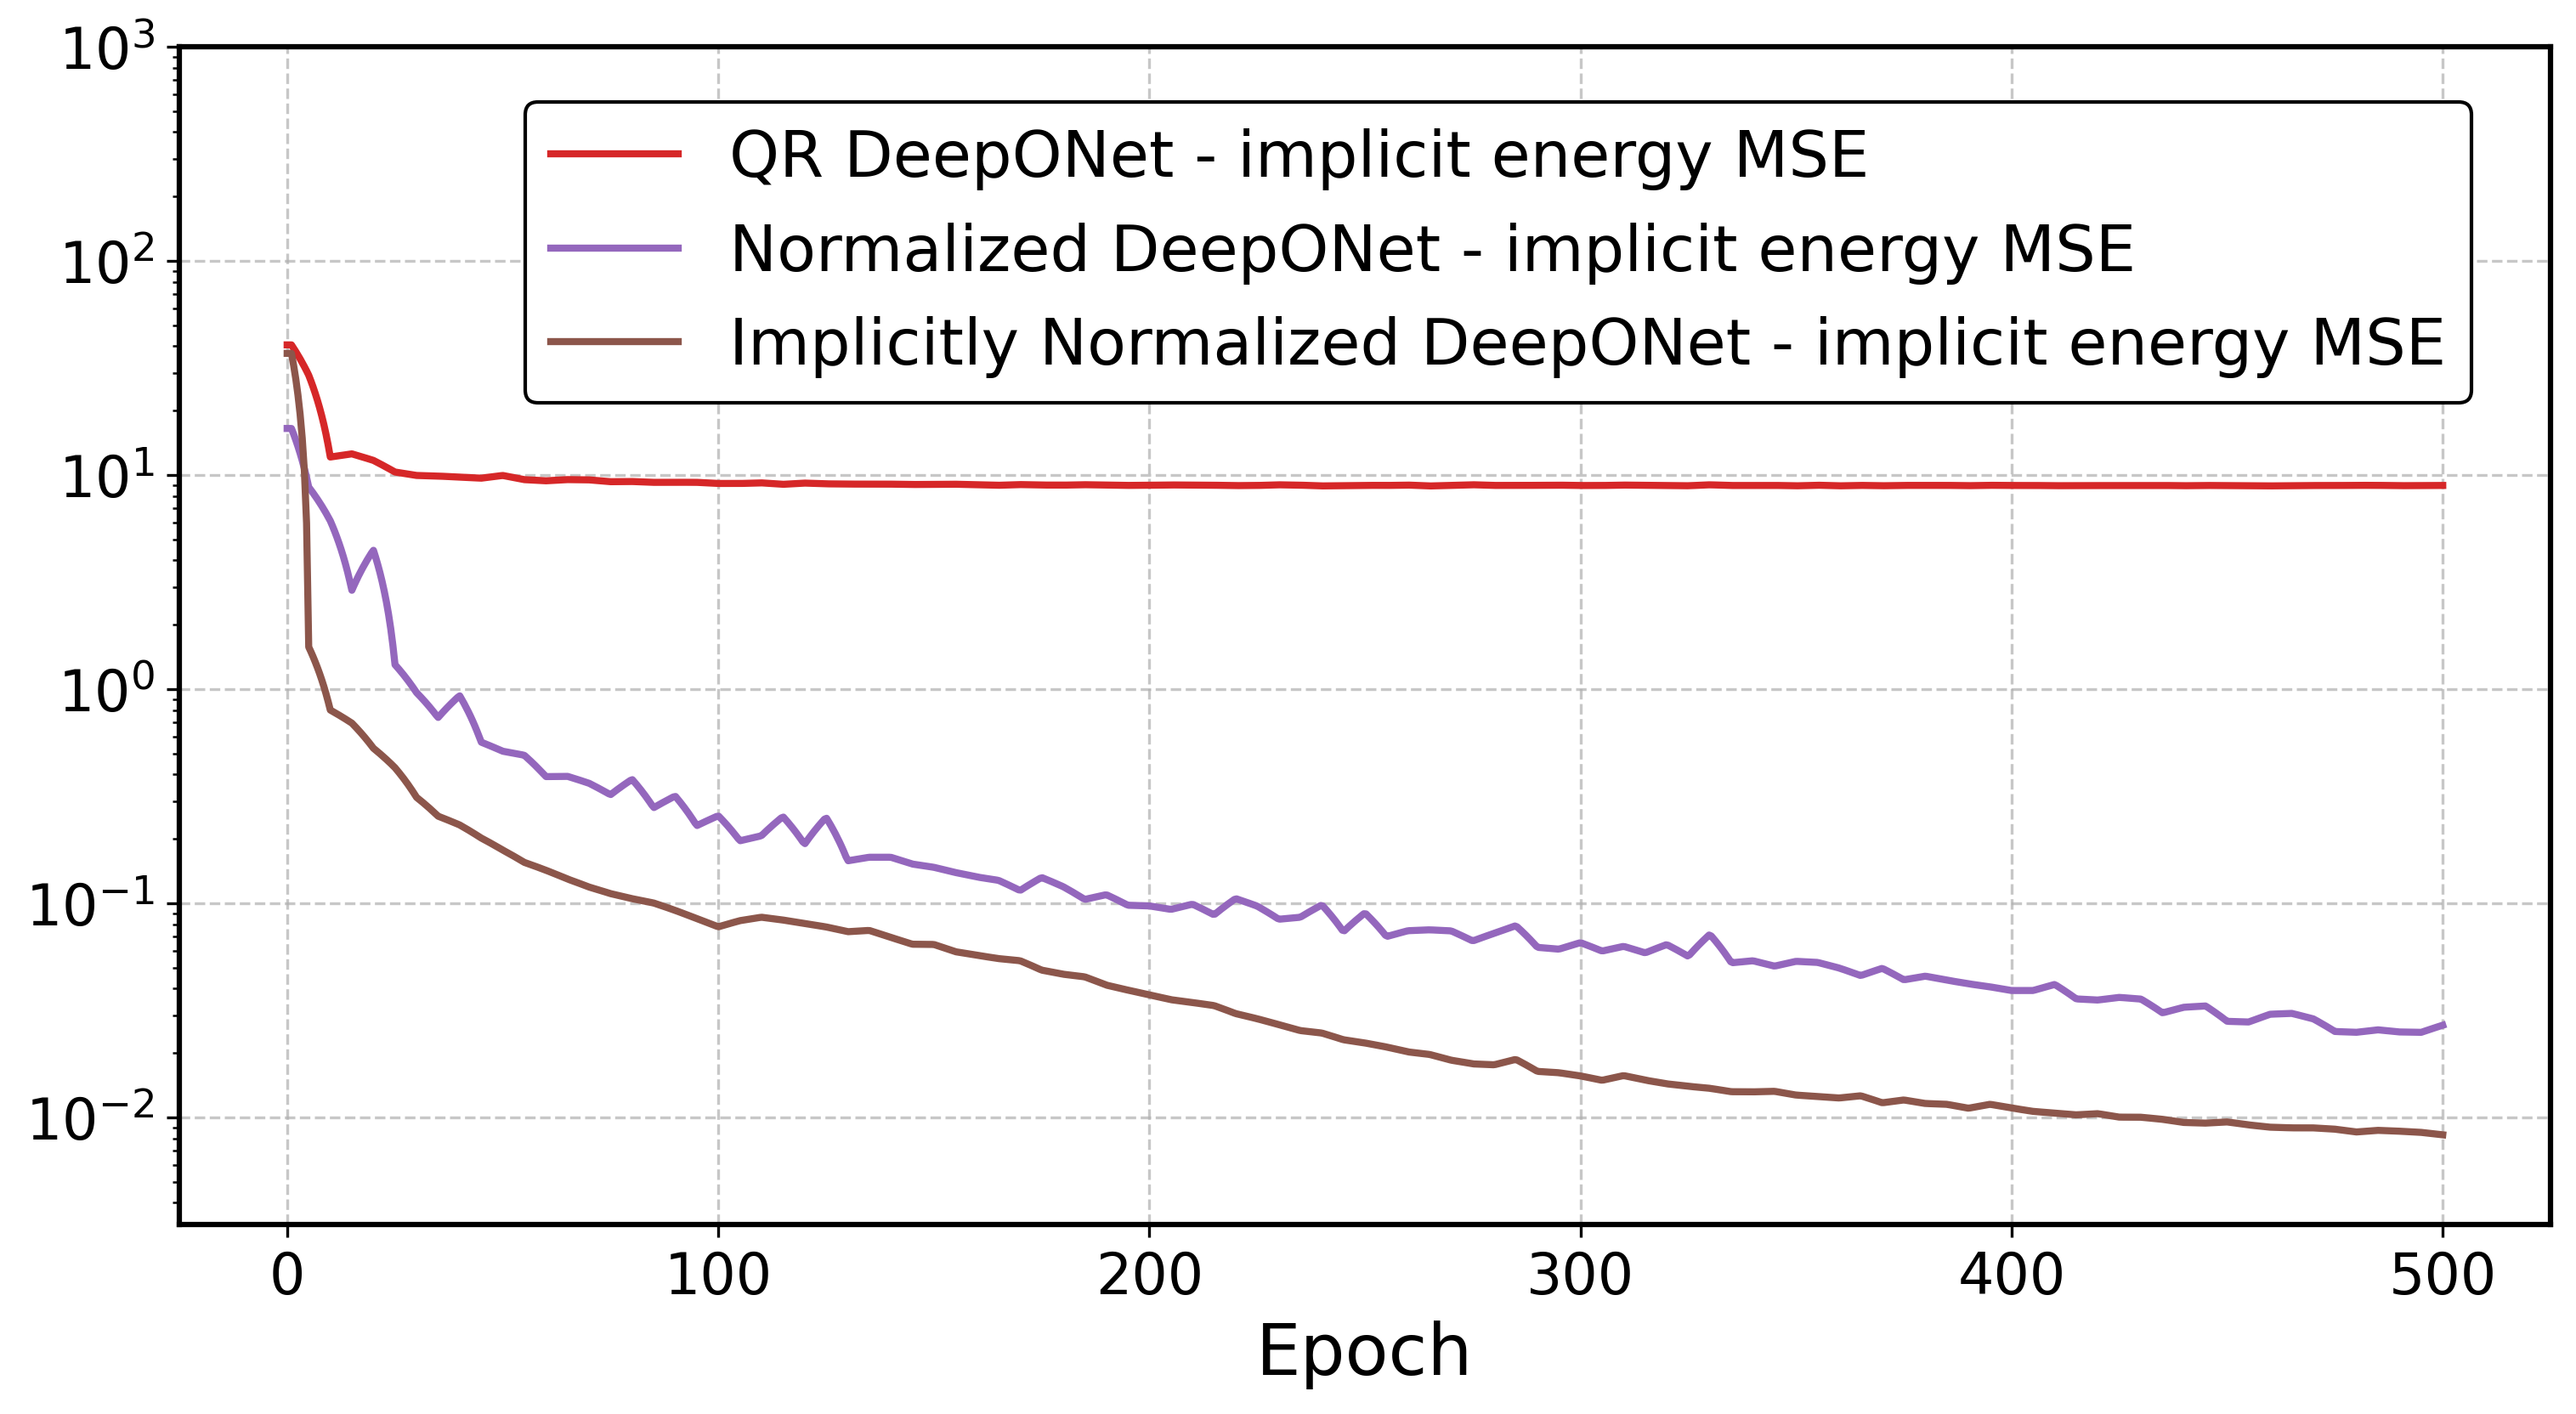 10³
10²
10¹
10⁰
10⁻¹
10⁻²
QR DeepONet - implicit energy MSE
Normalized DeepONet - implicit energy MSE
Implicitly Normalized DeepONet - implicit energy MSE
0 100 200 300 400 500
Epoch